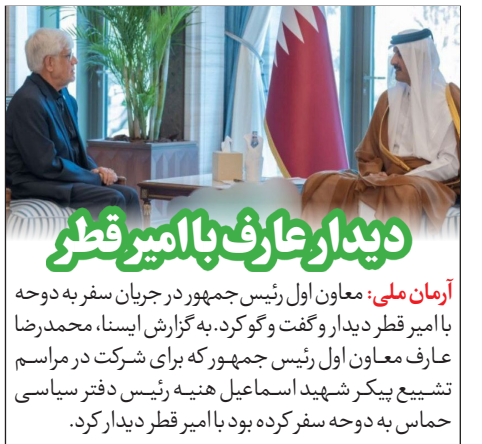 دیدار عارف با امیر قطر
آرمان ملی: معاون اول رئیس‌جمهور در جریان سفر به دوحه
با امیر قطر دیدار و گفت و گو کرد. به گزارش ایسنا، محمدرضا
عارف معاون اول رئیس جمهور که برای شرکت در مراسم
تشییع پیکر شهید اسماعیل هنیه رئیس دفتر سیاسی
حماس به دوحه سفر کرده بود با امیر قطر دیدار کرد.